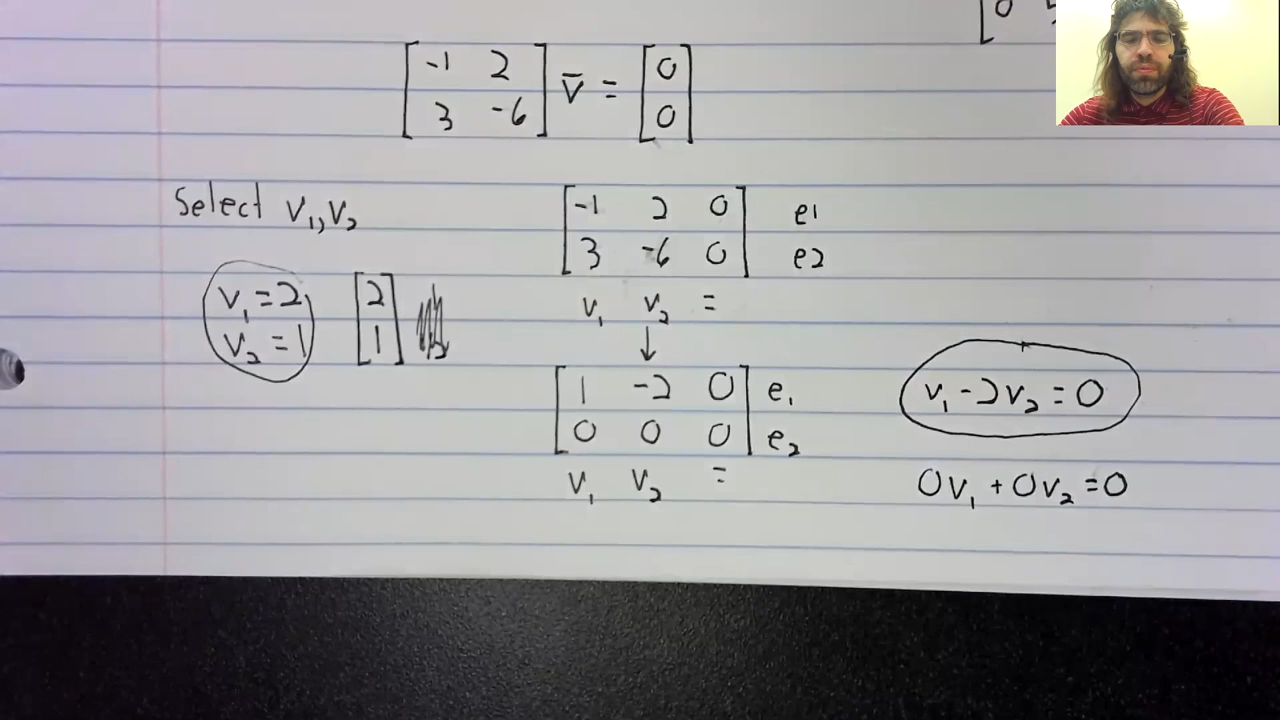 [0
[-1 2] v̄ = [0]
[3 -6] [0]
Select v₁, v₂
[-1 2 0] e1
[3 -6 0] e2
v₁ v₂ =
v₁ = 2 [2]
v₂ = 1 [1]
↓
[1 -2 0] e₁
[0 0 0] e₂
v₁ v₂ =
v₁ - 2v₂ = 0
0v₁ + 0v₂ = 0